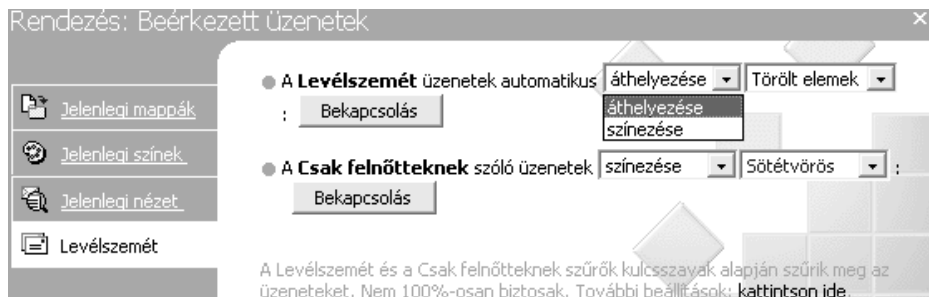 Rendezés: Beérkezett üzenetek
Jelenlegi mappák
Jelenlegi színek
Jelenlegi nézet
Levélszemét
A Levélszemét üzenetek automatikus áthelyezése Törölt elemek
: Bekapcsolás
áthelyezése
színezése
A Csak felnőtteknek szóló üzenetek színezése Sötétvörös :
Bekapcsolás
A Levélszemét és a Csak felnőtteknek szűrők kulcsszavak alapján szűrik meg az
üzeneteket. Nem 100%-osan biztosak. További beállítások: kattintson ide.